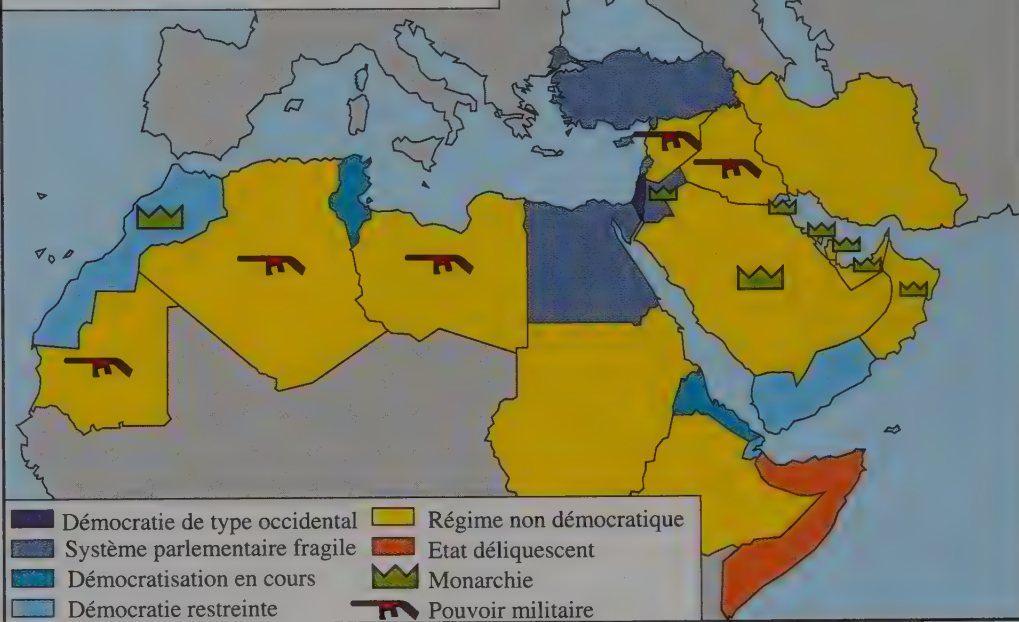 Démocratie de type occidental
Système parlementaire fragile
Démocratisation en cours
Démocratie restreinte
Régime non démocratique
Etat déliquescent
Monarchie
Pouvoir militaire